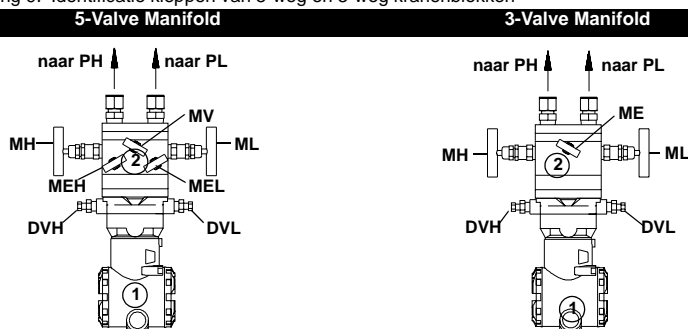 5-Valve Manifold
3-Valve Manifold
naar PH
naar PL
naar PH
naar PL
MV
ME
MH
ML
MH
ML
2
2
MEH
MEL
DVH
DVL
DVH
DVL
1
1